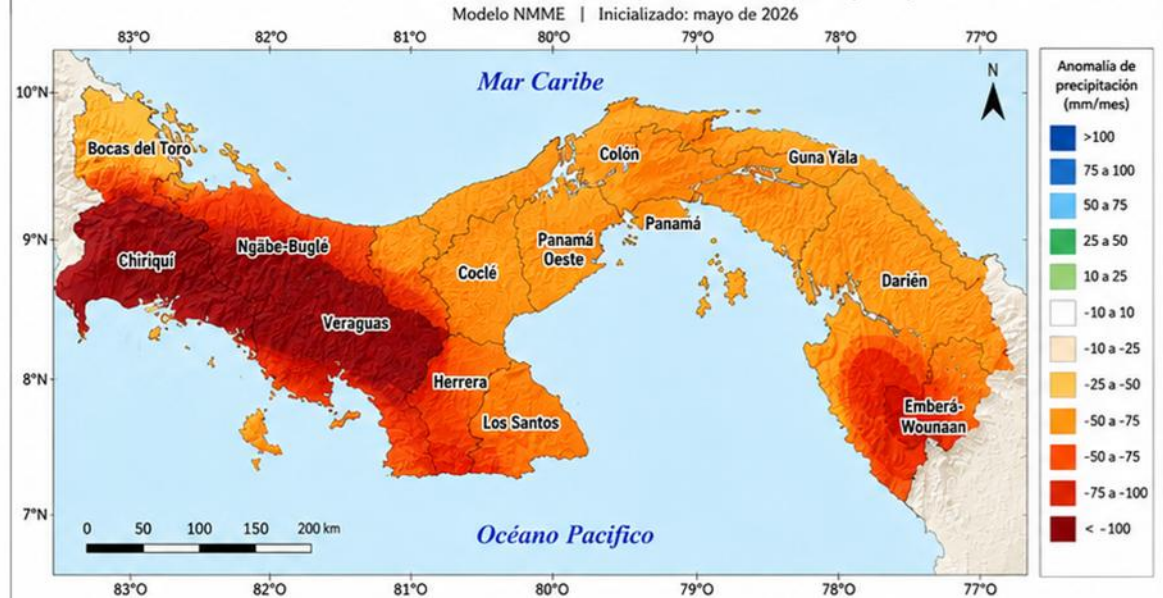 Modelo NMME | Inicializado: mayo de 2026
83°O 82°O 81°O 80°O 79°O 78°O 77°O
Mar Caribe
N
10°N
Bocas del Toro
Colón
Guna Yala
9°N
Chiriquí
Ngäbe-Buglé
Panamá
Oeste
Panamá
Coclé
Darién
Veraguas
8°N
Herrera
Los Santos
Emberá-
Wounaan
7°N
0 50 100 150 200 km
Océano Pacifico
83°O 82°O 81°O 80°O 79°O 78°O 77°O
Anomalía de
precipitación
(mm/mes)
>100
75 a 100
50 a 75
25 a 50
10 a 25
-10 a 10
-10 a -25
-25 a -50
-50 a -75
-50 a -75
-75 a -100
< -100